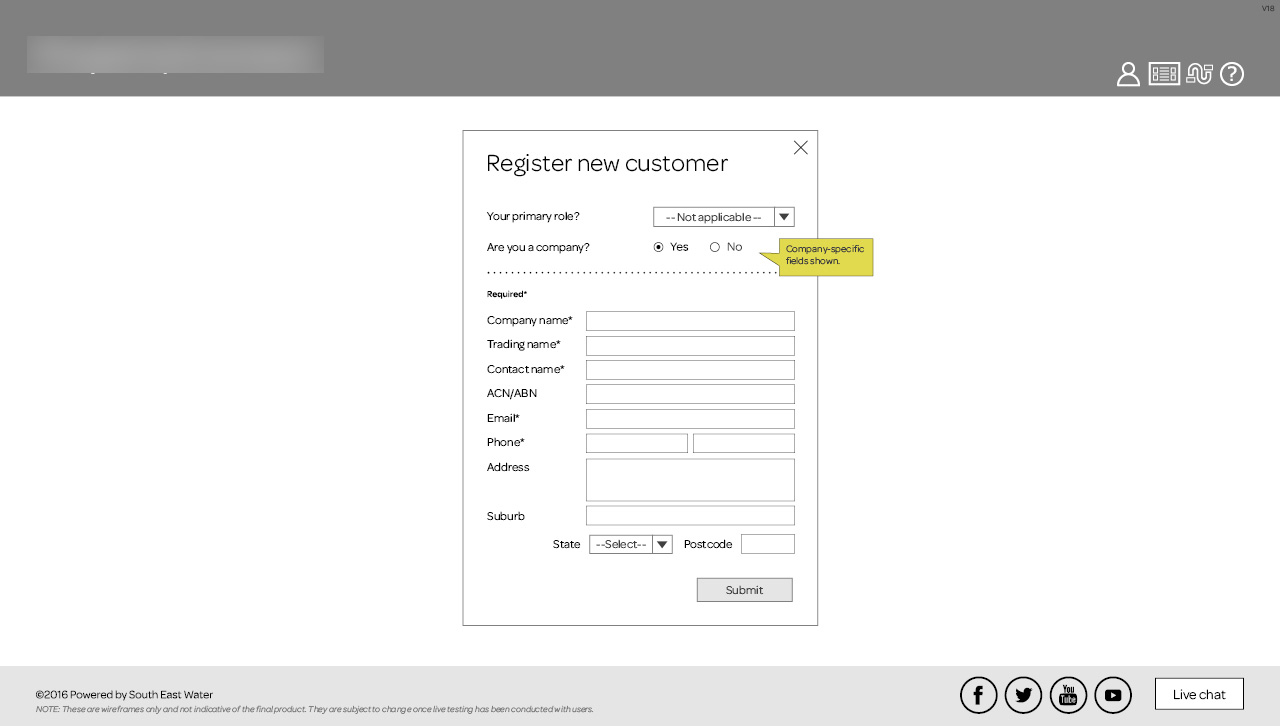 V18
Register new customer
Your primary role?
-- Not applicable --
Are you a company?
Yes
No
Company-specific
fields shown.
Required*
Company name*
Trading name*
Contact name*
ACN/ABN
Email*
Phone*
Address
Suburb
State
--Select--
Postcode
Submit
©2016 Powered by South East Water
NOTE: These are wireframes only and not indicative of the final product. They are subject to change once live testing has been conducted with users.
You
Tube
Live chat